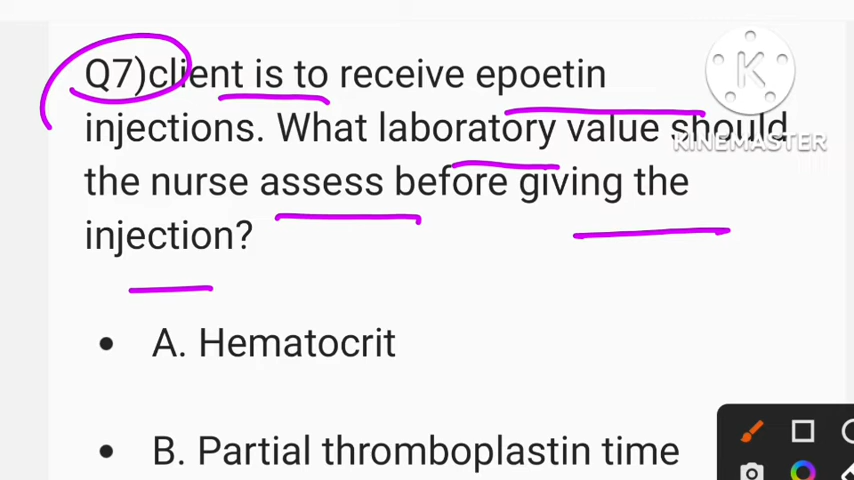 Q7)client is to receive epoetin
injections. What laboratory value should
the nurse assess before giving the
injection?
A. Hematocrit
B. Partial thromboplastin time
K
KINEMASTER